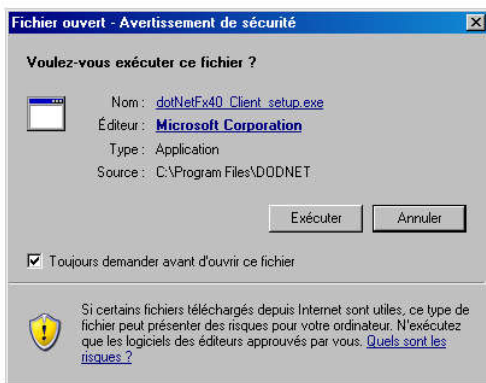 Fichier ouvert - Avertissement de sécurité
Voulez-vous exécuter ce fichier ?
Nom : dotNetFx40_Client_setup.exe
Éditeur : Microsoft Corporation
Type : Application
Source : C:\Program Files\DODNET
Exécuter Annuler
Toujours demander avant d'ouvrir ce fichier
Si certains fichiers téléchargés depuis Internet sont utiles, ce type de
fichier peut présenter des risques pour votre ordinateur. N'exécutez
que les logiciels des éditeurs approuvés par vous. Quels sont les
risques ?